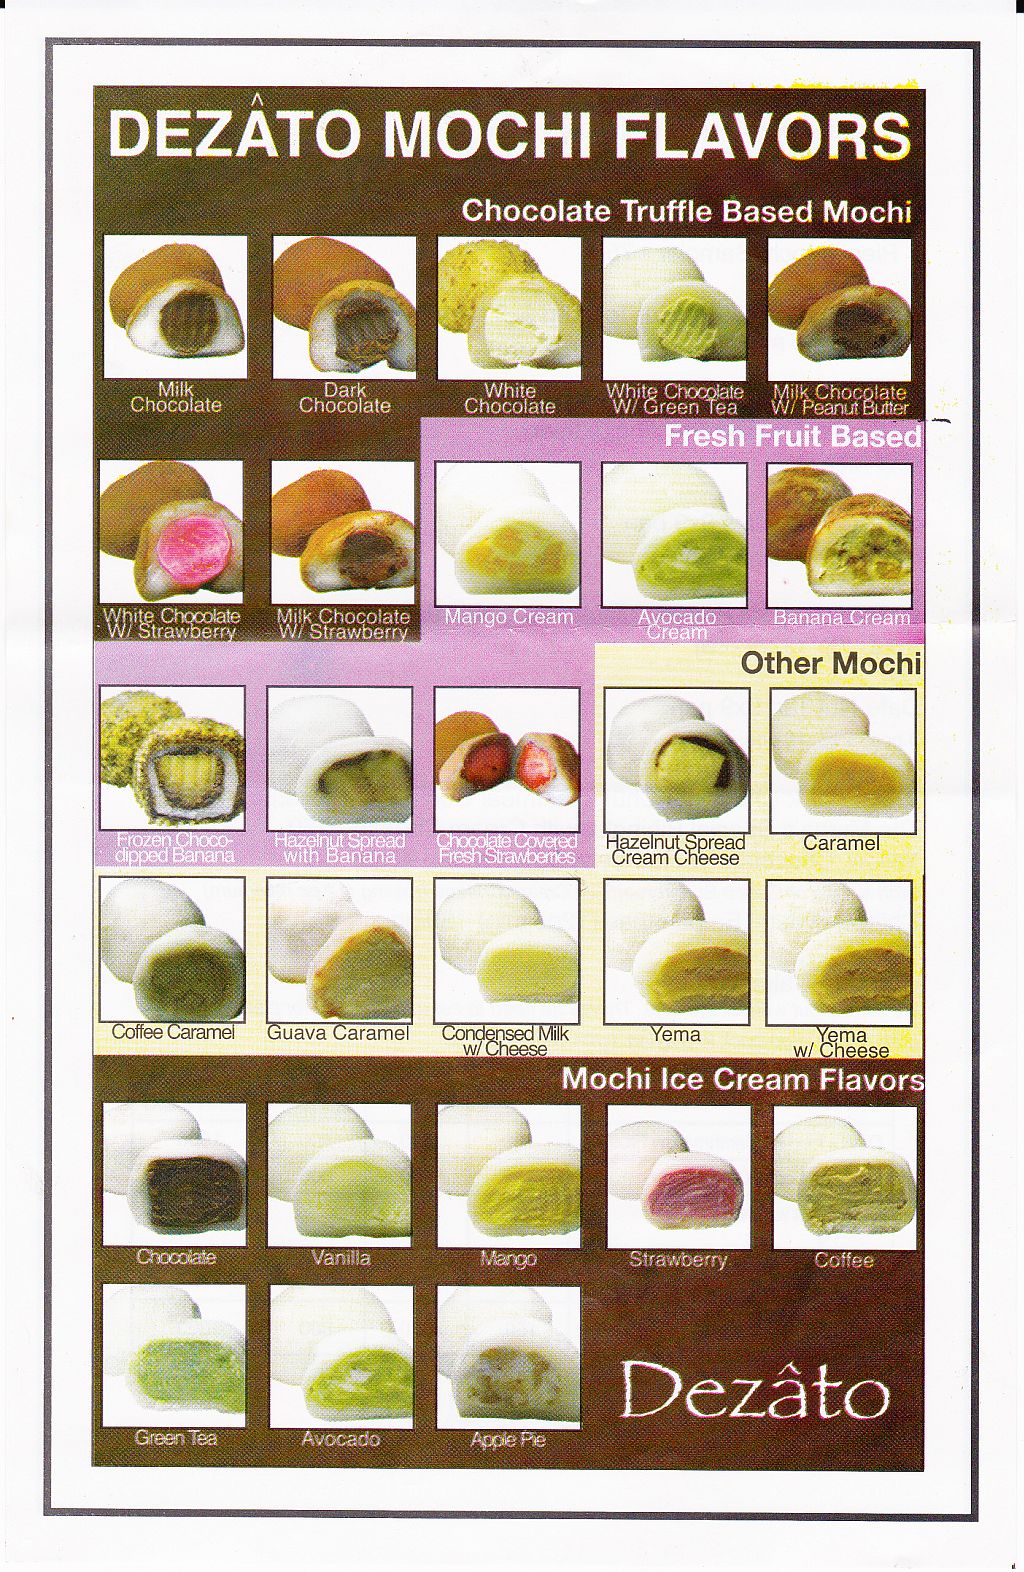 DEZÂTO MOCHI FLAVORS
Chocolate Truffle Based Mochi
Milk
Chocolate
Dark
Chocolate
White
Chocolate
White Chocolate
W/ Green Tea
Milk Chocolate
W/ Peanut Butter
Fresh Fruit Based
White Chocolate
W/ Strawberry
Milk Chocolate
W/ Strawberry
Mango Cream
Avocado
Cream
Banana Cream
Other Mochi
Frozen Choco-
dipped Banana
Hazelnut Spread
with Banana
Chocolate Covered
Fresh Strawberries
Hazelnut Spread
Cream Cheese
Caramel
Coffee Caramel
Guava Caramel
Condensed Milk
w/ Cheese
Yema
Yema
w/ Cheese
Mochi Ice Cream Flavors
Chocolate
Vanilla
Mango
Strawberry
Coffee
Green Tea
Avocado
Apple Pie
Dezâto